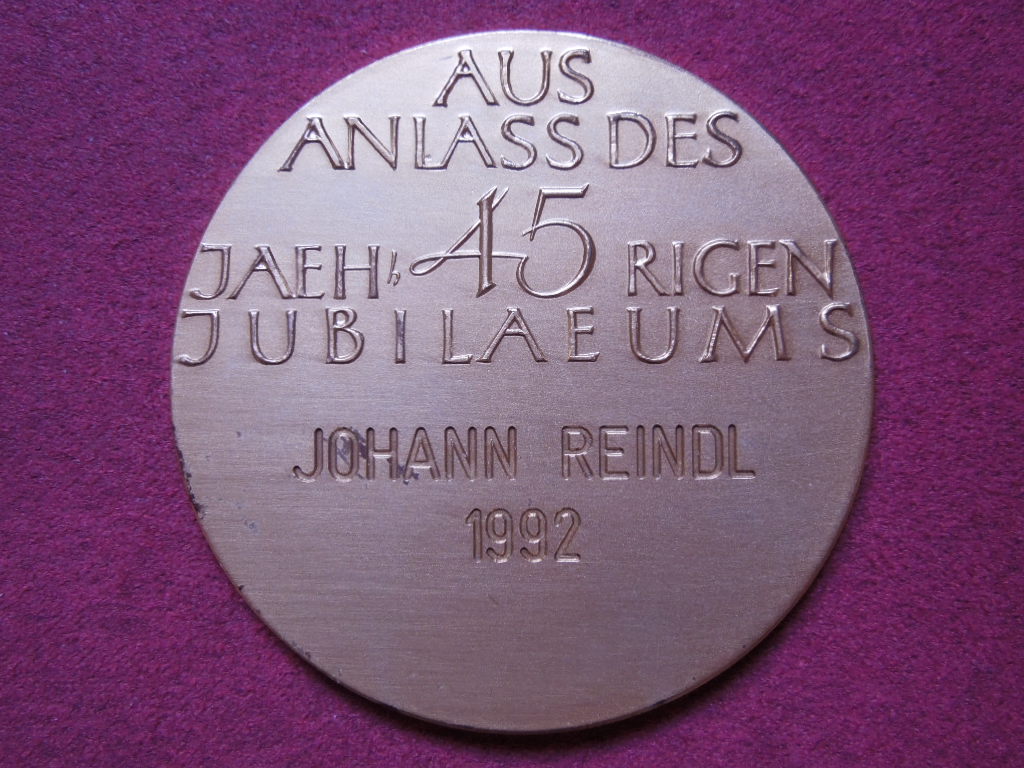 AUS
ANLASS DES
JAEH 45 RIGEN
JUBILAEUMS
JOHANN REINDL
1992